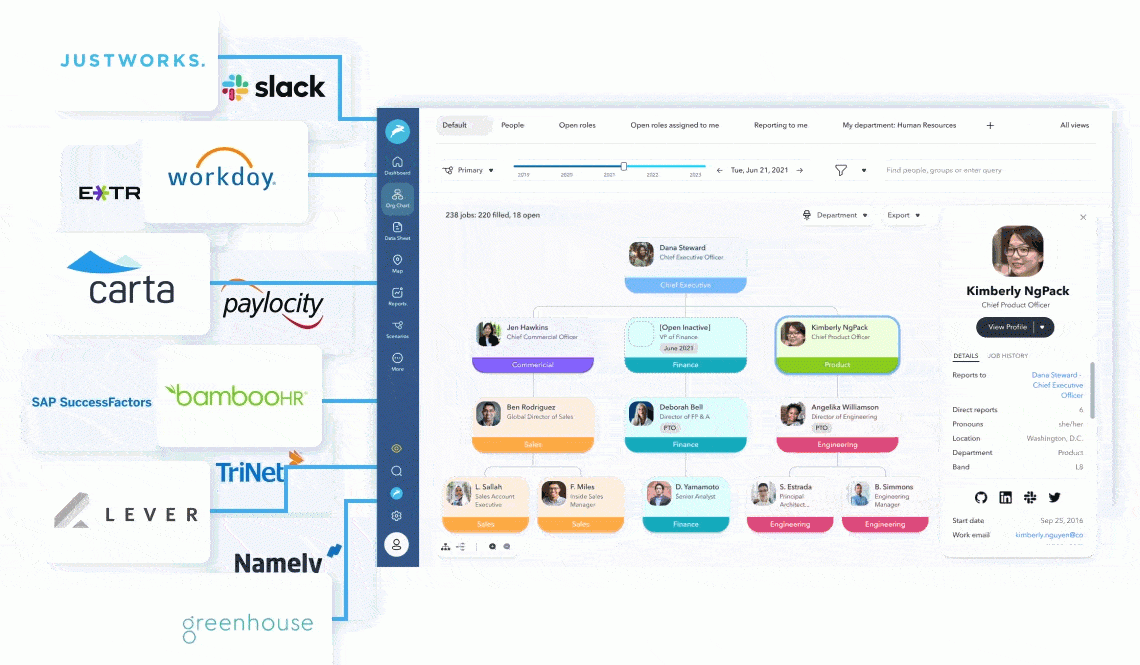 JUSTWORKS.
slack
EXTR
workday.
carta
paylocity
SAP SuccessFactors
bambooHR
TriNet
LEVER
Namely
greenhouse
Dashboard
Org Chart
Data Sheet
Map
Reports
Scenarios
More
Default People Open roles Open roles assigned to me Reporting to me My department: Human Resources + All views
Primary
2019 2020 2021 2022 2023
Tue, Jun 21, 2021
Find people, groups or enter query
238 jobs: 220 filled, 18 open
Department
Export
Dana Steward
Chief Executive Officer
Chief Executive
Jen Hawkins
Chief Commercial Officer
Commericial
[Open Inactive]
VP of Finance
June 2021
Finance
Kimberly NgPack
Chief Product Officer
Product
Ben Rodriguez
Global Director of Sales
Sales
Deborah Bell
Director of FP & A
PTO
Finance
Angelika Williamson
Director of Engineering
PTO
Engineering
L. Sallah
Sales Account
Executive
Sales
F. Miles
Inside Sales
Manager
Sales
D. Yamamoto
Senior Analyst
Finance
S. Estrada
Principal
Architect...
Engineering
B. Simmons
Engineering
Manager
Engineering
Kimberly NgPack
Chief Product Officer
View Profile
DETAILS JOB HISTORY
Reports to Dana Steward -
Chief Executive
Officer
Direct reports 6
Pronouns she/her
Location Washington, D.C.
Department Product
Band L8
Start date Sep 25, 2016
Work email kimberly.nguyen@co